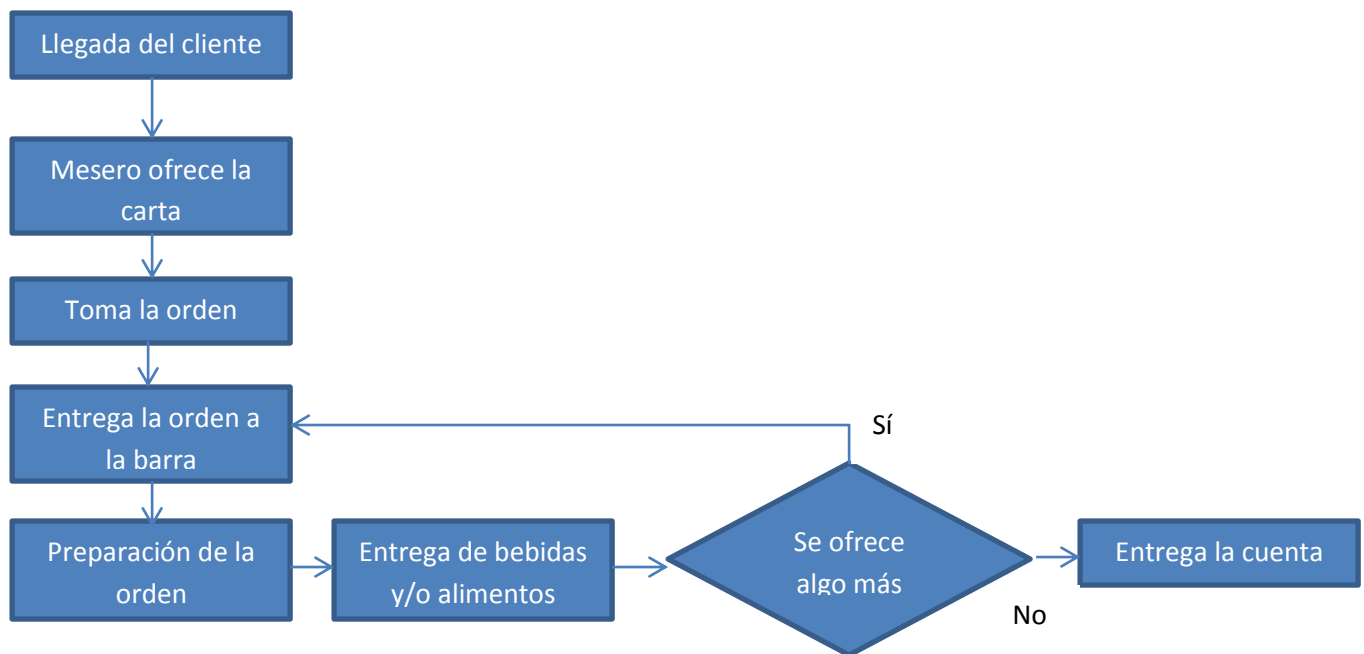 Llegada del cliente
Mesero ofrece la
carta
Toma la orden
Entrega la orden a
la barra
Sí
Preparación de la
orden
Entrega de bebidas
y/o alimentos
Se ofrece
algo más
Entrega la cuenta
No